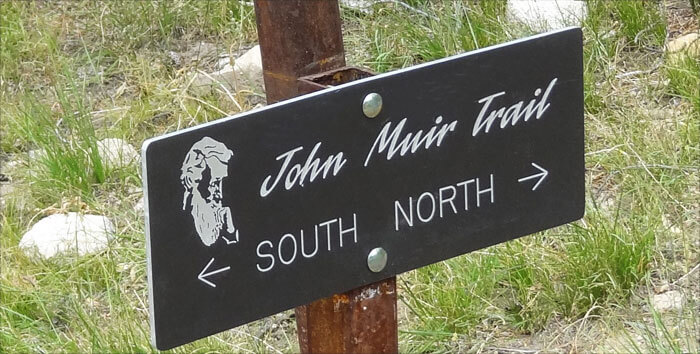 John Muir Trail
← SOUTH NORTH →